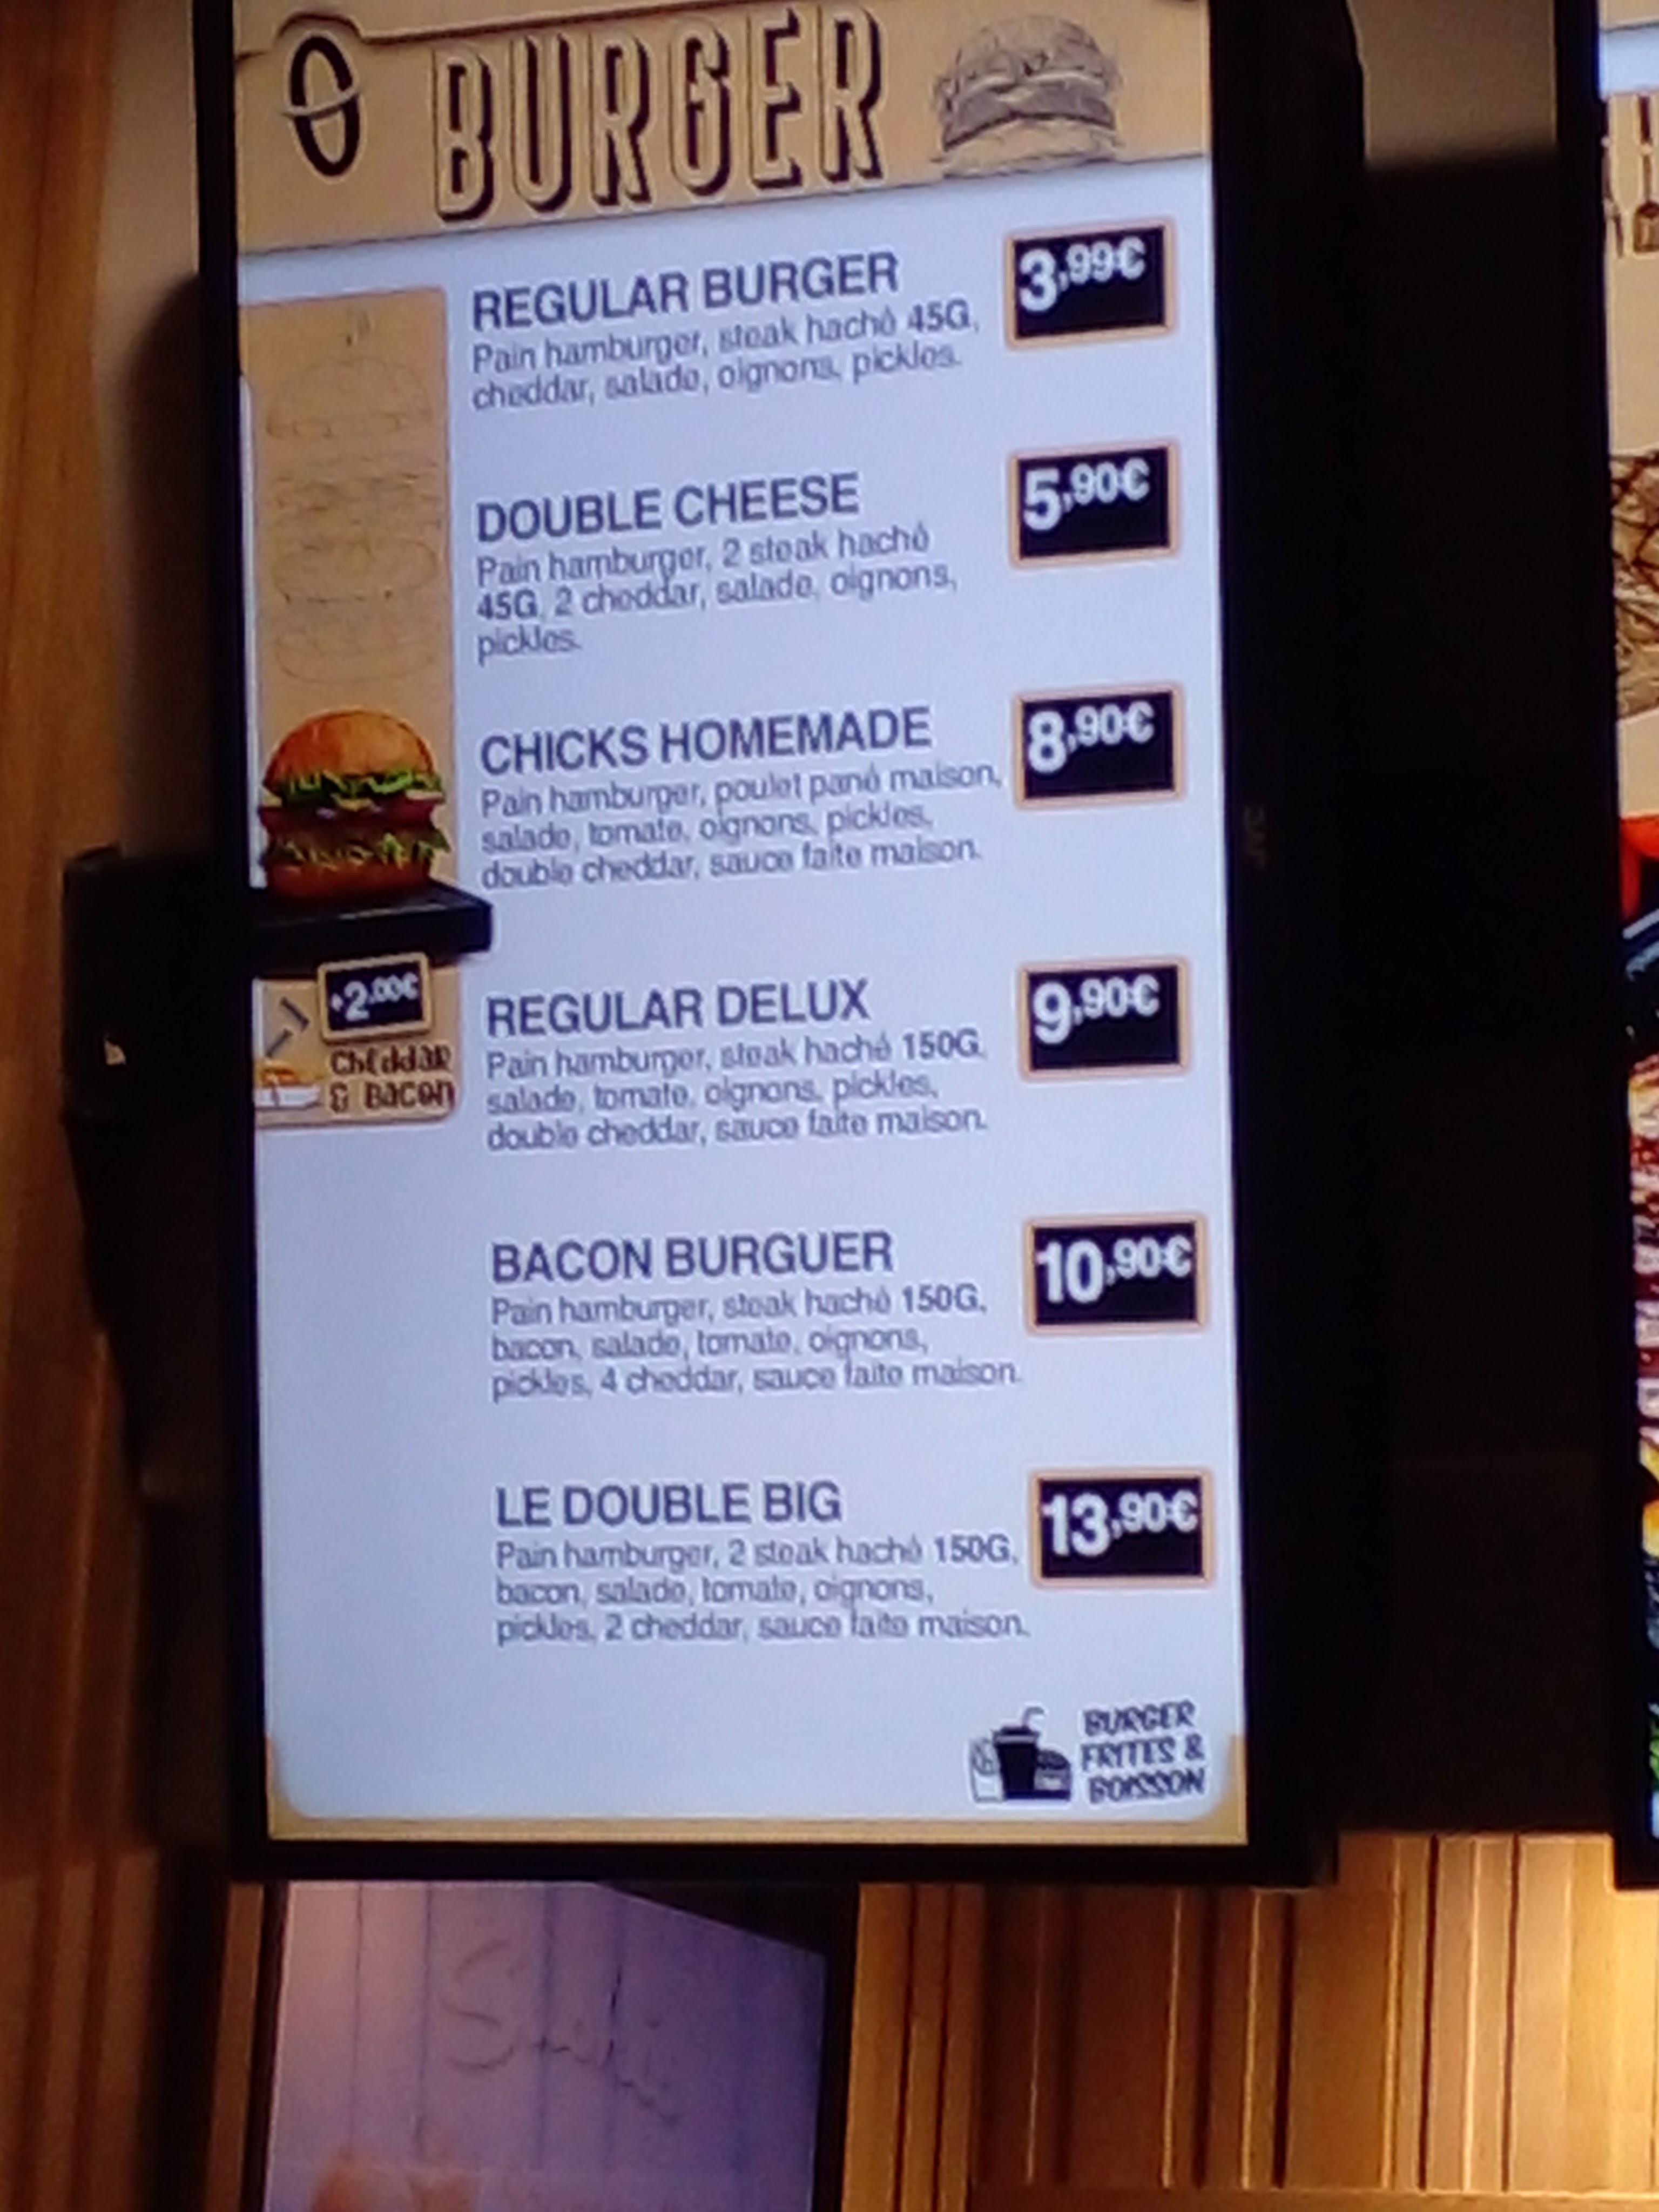 BURGER
REGULAR BURGER
3,99€
Pain hamburger, steak haché 45G,
cheddar, salade, oignons, pickles.
DOUBLE CHEESE
5,90€
Pain hamburger, 2 steak haché
45G, 2 cheddar, salade, oignons,
pickles.
CHICKS HOMEMADE
8,90€
Pain hamburger, poulet pané maison,
salade, tomate, oignons, pickles,
double cheddar, sauce faite maison.
+2,00€
Cheddar
& Bacon
REGULAR DELUX
9,90€
Pain hamburger, steak haché 150G,
salade, tomate, oignons, pickles,
double cheddar, sauce faite maison.
BACON BURGUER
10,90€
Pain hamburger, steak haché 150G,
bacon, salade, tomate, oignons,
pickles, 4 cheddar, sauce faite maison.
LE DOUBLE BIG
13,90€
Pain hamburger, 2 steak haché 150G,
bacon, salade, tomate, oignons,
pickles, 2 cheddar, sauce faite maison.
BURGER
FRITES &
BOISSON